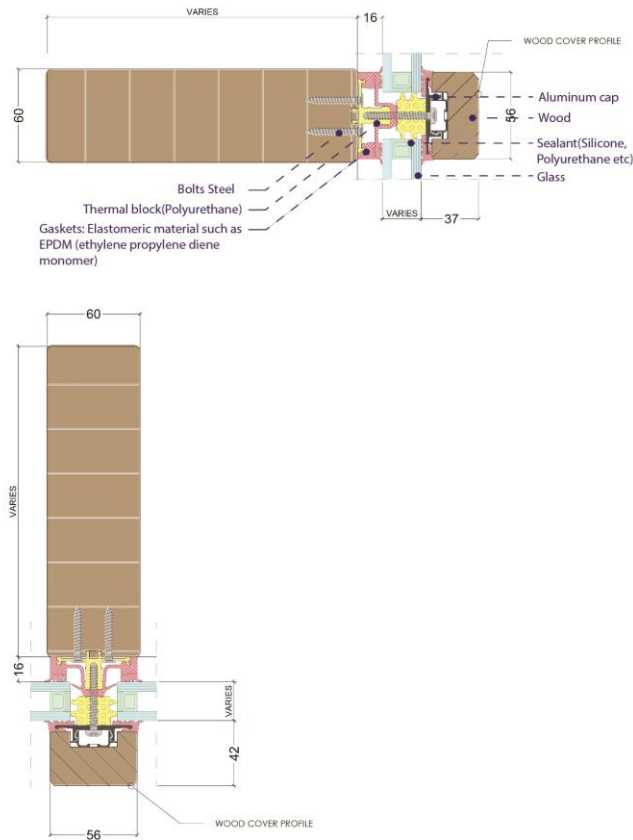 VARIES
16
WOOD COVER PROFILE
60
56
Aluminum cap
Wood
Sealant(Silicone,
Polyurethane etc)
Glass
Bolts Steel
Thermal block(Polyurethane)
Gaskets: Elastomeric material such as
EPDM (ethylene propylene diene
monomer)
VARIES
37
60
VARIES
16
VARIES
42
WOOD COVER PROFILE
56